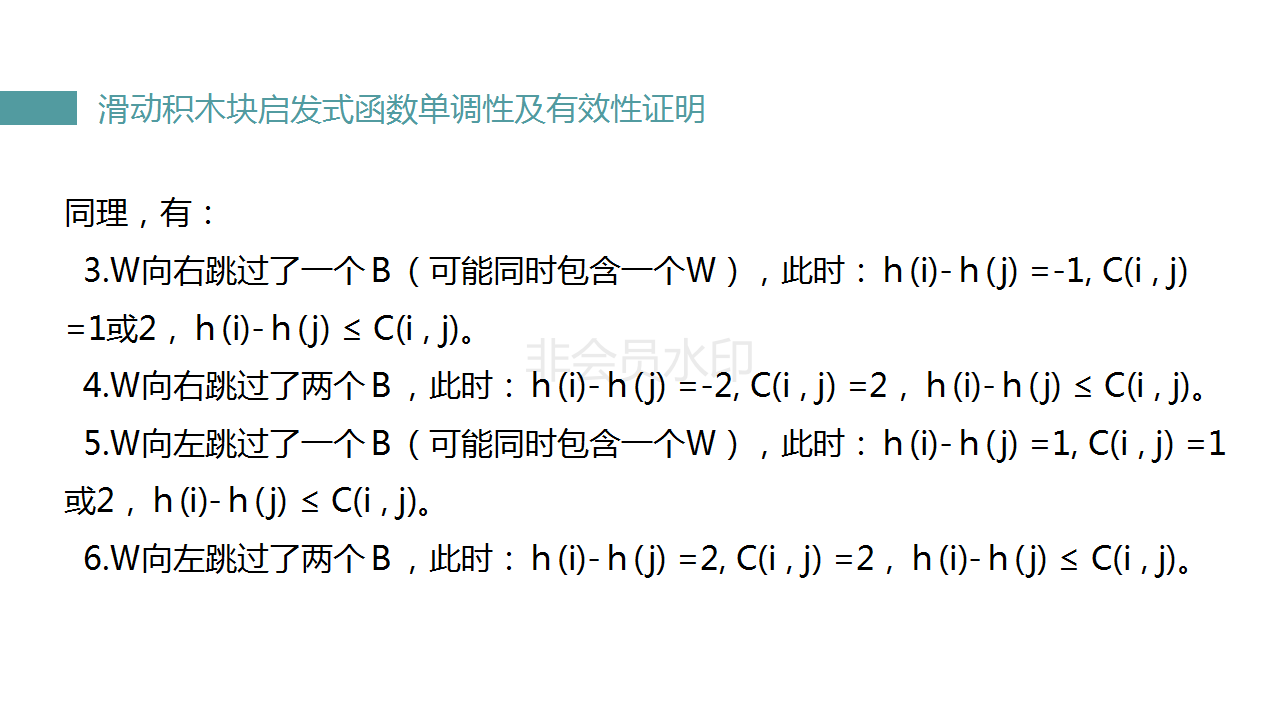 滑动积木块启发式函数单调性及有效性证明
同理，有：
3.W向右跳过了一个B（可能同时包含一个W），此时：h(i)-h(j) =-1, C(i , j)
=1或2，h(i)-h(j) ≤ C(i , j)。
非会员水印
4.W向右跳过了两个B，此时：h(i)-h(j) =-2, C(i , j) =2，h(i)-h(j) ≤ C(i , j)。
5.W向左跳过了一个B（可能同时包含一个W），此时：h(i)-h(j) =1, C(i , j) =1
或2，h(i)-h(j) ≤ C(i , j)。
6.W向左跳过了两个B，此时：h(i)-h(j) =2, C(i , j) =2，h(i)-h(j) ≤ C(i , j)。